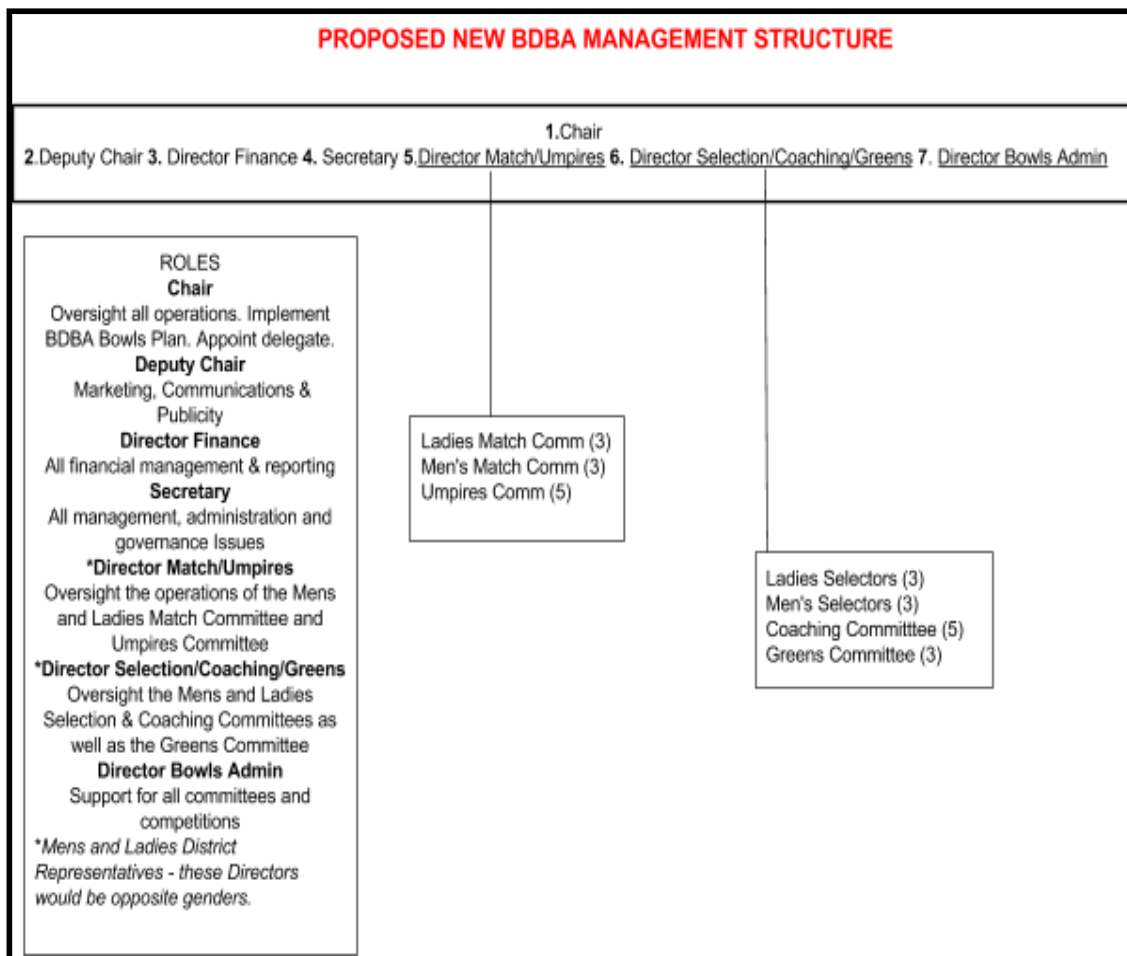 PROPOSED NEW BDBA MANAGEMENT STRUCTURE
1.Chair
2.Deputy Chair 3. Director Finance 4. Secretary 5.Director Match/Umpires 6. Director Selection/Coaching/Greens 7. Director Bowls Admin
ROLES
Chair
Oversight all operations. Implement
BDBA Bowls Plan. Appoint delegate.
Deputy Chair
Marketing, Communications &
Publicity
Director Finance
All financial management & reporting
Secretary
All management, administration and
governance Issues
*Director Match/Umpires
Oversight the operations of the Mens
and Ladies Match Committee and
Umpires Committee
*Director Selection/Coaching/Greens
Oversight the Mens and Ladies
Selection & Coaching Committees as
well as the Greens Committee
Director Bowls Admin
Support for all committees and
competitions
*Mens and Ladies District
Representatives - these Directors
would be opposite genders.
Ladies Match Comm (3)
Men's Match Comm (3)
Umpires Comm (5)
Ladies Selectors (3)
Men's Selectors (3)
Coaching Committtee (5)
Greens Committee (3)